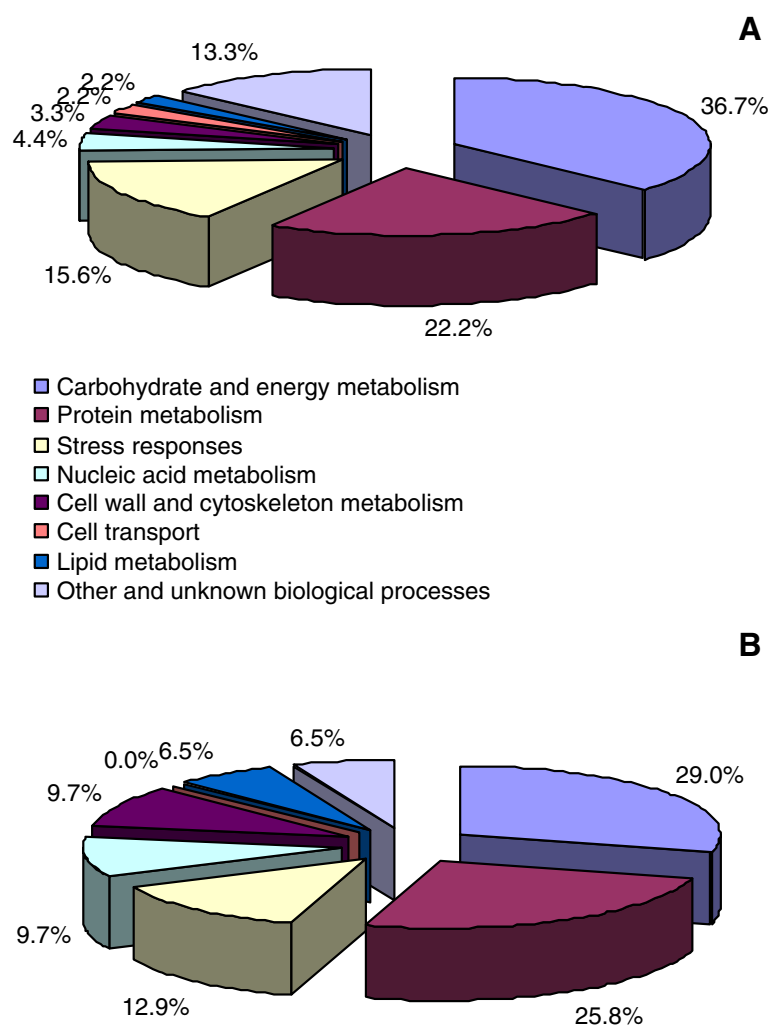 A
13.3%
36.7%
2.2%
2.2%
3.3%
4.4%
15.6%
22.2%
Carbohydrate and energy metabolism
Protein metabolism
Stress responses
Nucleic acid metabolism
Cell wall and cytoskeleton metabolism
Cell transport
Lipid metabolism
Other and unknown biological processes
B
6.5%
0.0%
6.5%
29.0%
9.7%
9.7%
12.9%
25.8%